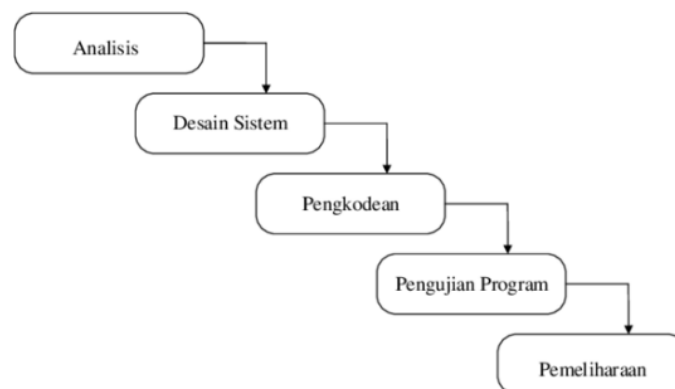 Analisis
Desain Sistem
Pengkodean
Pengujian Program
Pemeliharaan